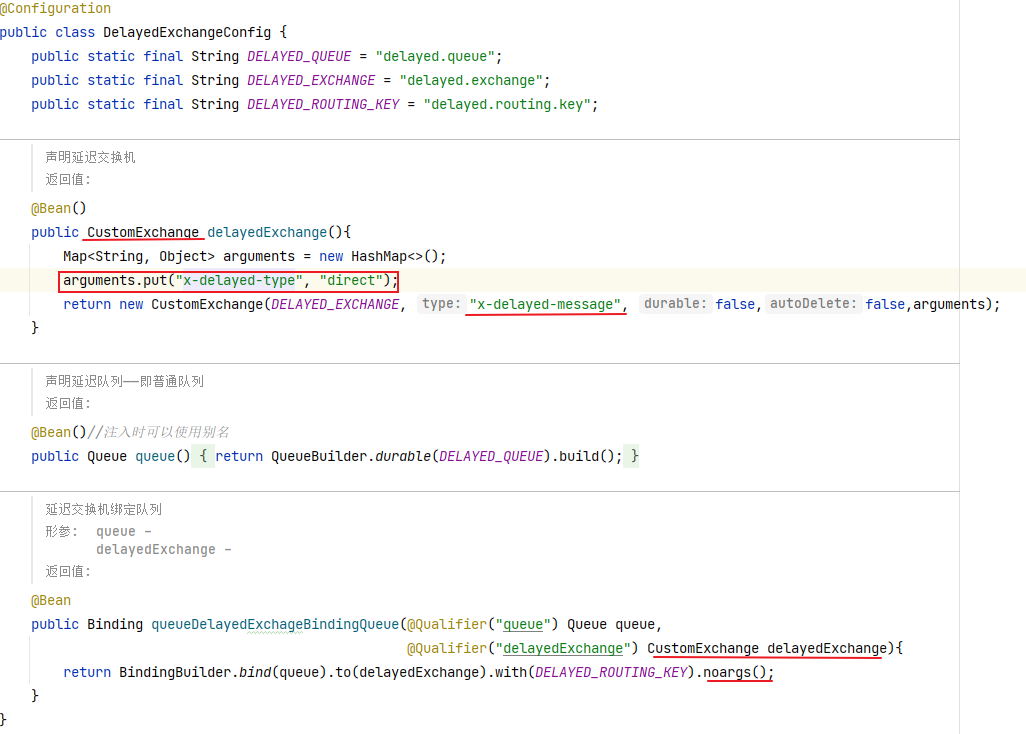 @Configuration
public class DelayedExchangeConfig {
public static final String DELAYED_QUEUE = "delayed.queue";
public static final String DELAYED_EXCHANGE = "delayed.exchange";
public static final String DELAYED_ROUTING_KEY = "delayed.routing.key";
声明延迟交换机
返回值:
@Bean()
public CustomExchange delayedExchange(){
Map<String, Object> arguments = new HashMap<>();
arguments.put("x-delayed-type", "direct");
return new CustomExchange(DELAYED_EXCHANGE, type: "x-delayed-message", durable: false, autoDelete: false,arguments);
}
声明延迟队列——即普通队列
返回值:
@Bean()//注入时可以使用别名
public Queue queue() { return QueueBuilder.durable(DELAYED_QUEUE).build(); }
延迟交换机绑定队列
形参: queue –
delayedExchange –
返回值:
@Bean
public Binding queueDelayedExchageBindingQueue(@Qualifier("queue") Queue queue,
@Qualifier("delayedExchange") CustomExchange delayedExchange){
return BindingBuilder.bind(queue).to(delayedExchange).with(DELAYED_ROUTING_KEY).noargs();
}
}